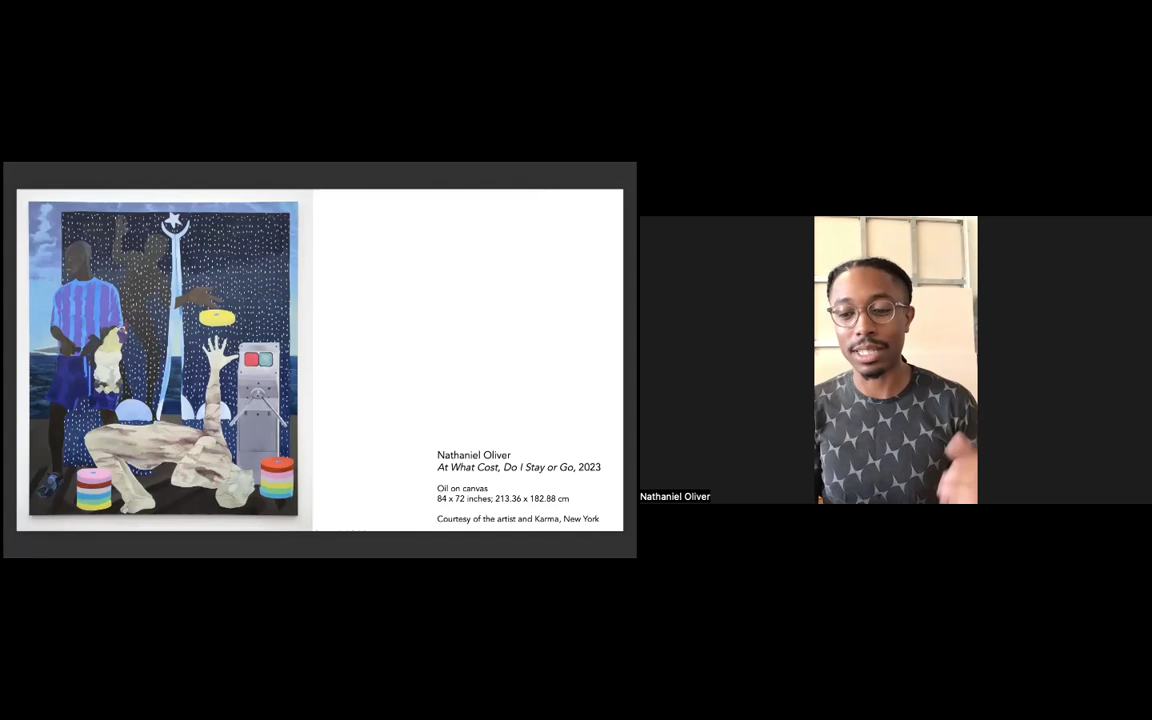 Nathaniel Oliver
At What Cost, Do I Stay or Go, 2023
Oil on canvas
84 x 72 inches; 213.36 x 182.88 cm
Courtesy of the artist and Karma, New York
Nathaniel Oliver